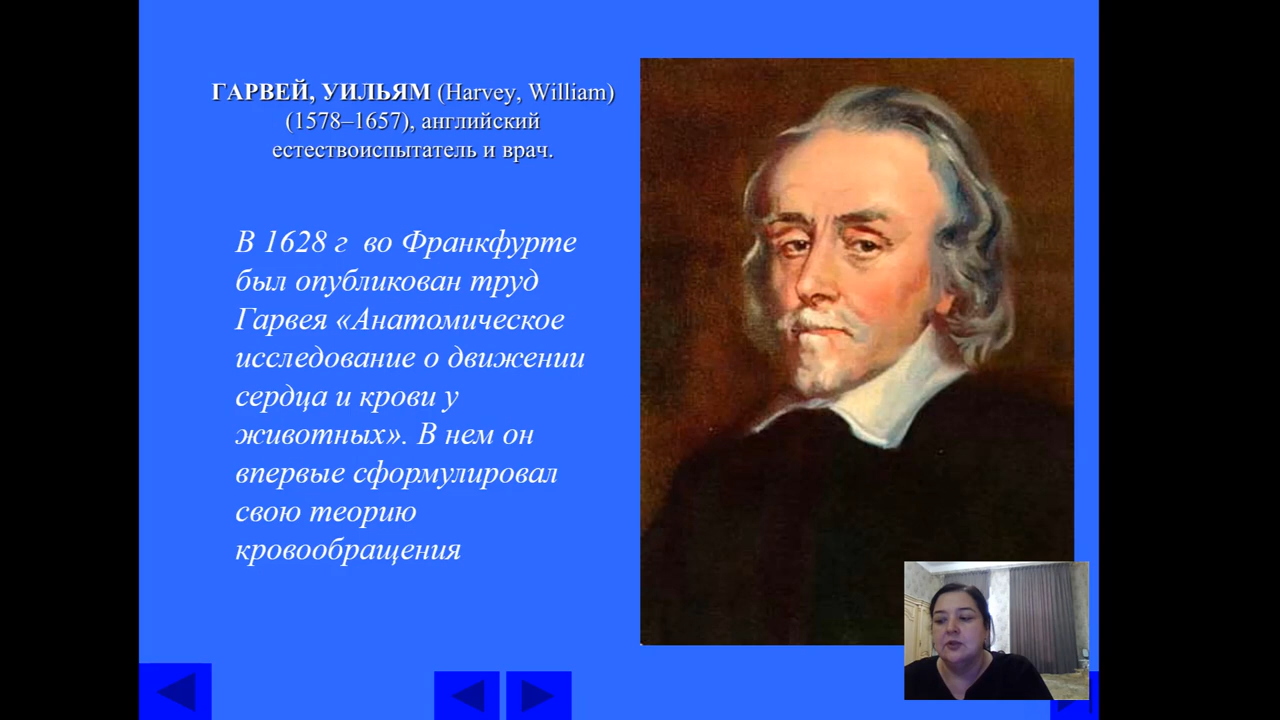 ГАРВЕЙ, УИЛЬЯМ (Harvey, William)
(1578–1657), английский
естествоиспытатель и врач.
В 1628 г во Франкфурте
был опубликован труд
Гарвея «Анатомическое
исследование о движении
сердца и крови у
животных». В нем он
впервые сформулировал
свою теорию
кровообращения